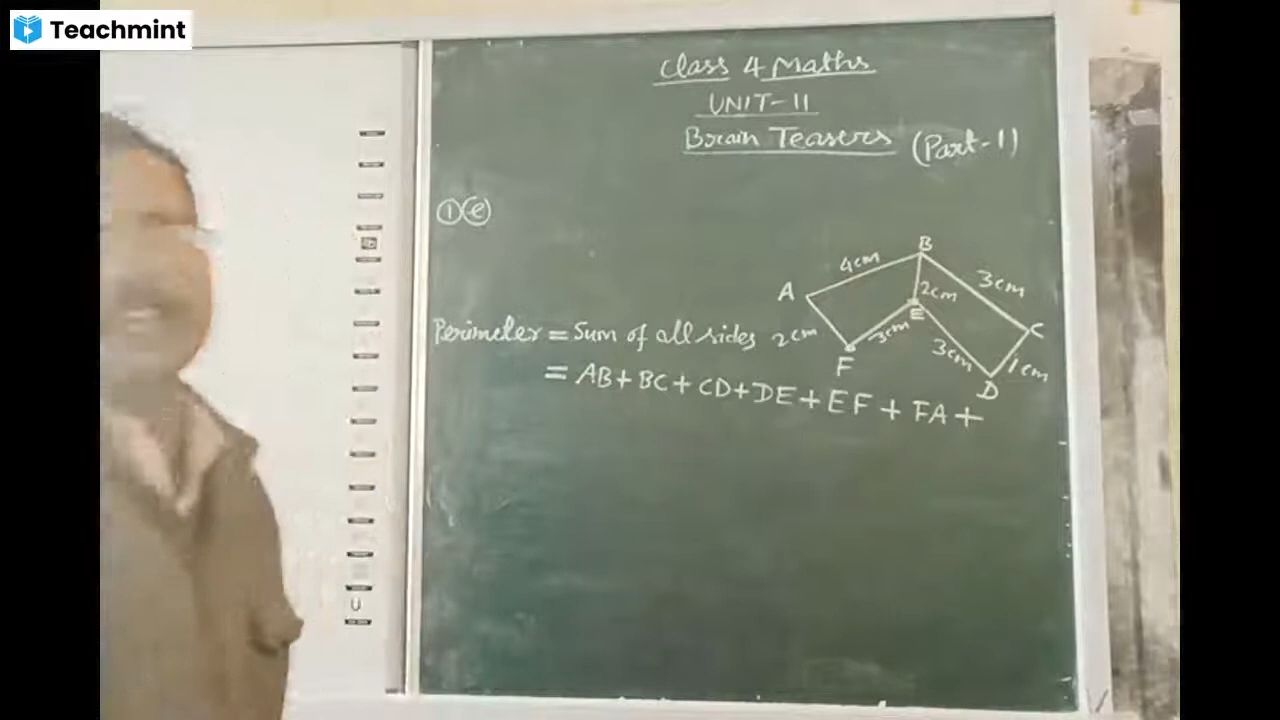 Teachmint
Class 4 Maths
UNIT-11
Brain Teasers (Part-1)
① ⓔ
B
4cm
3cm
A
2cm
E
C
Perimeter = Sum of all sides 2cm
3cm
3cm
1cm
F
D
= AB+BC+CD+DE+EF+FA+